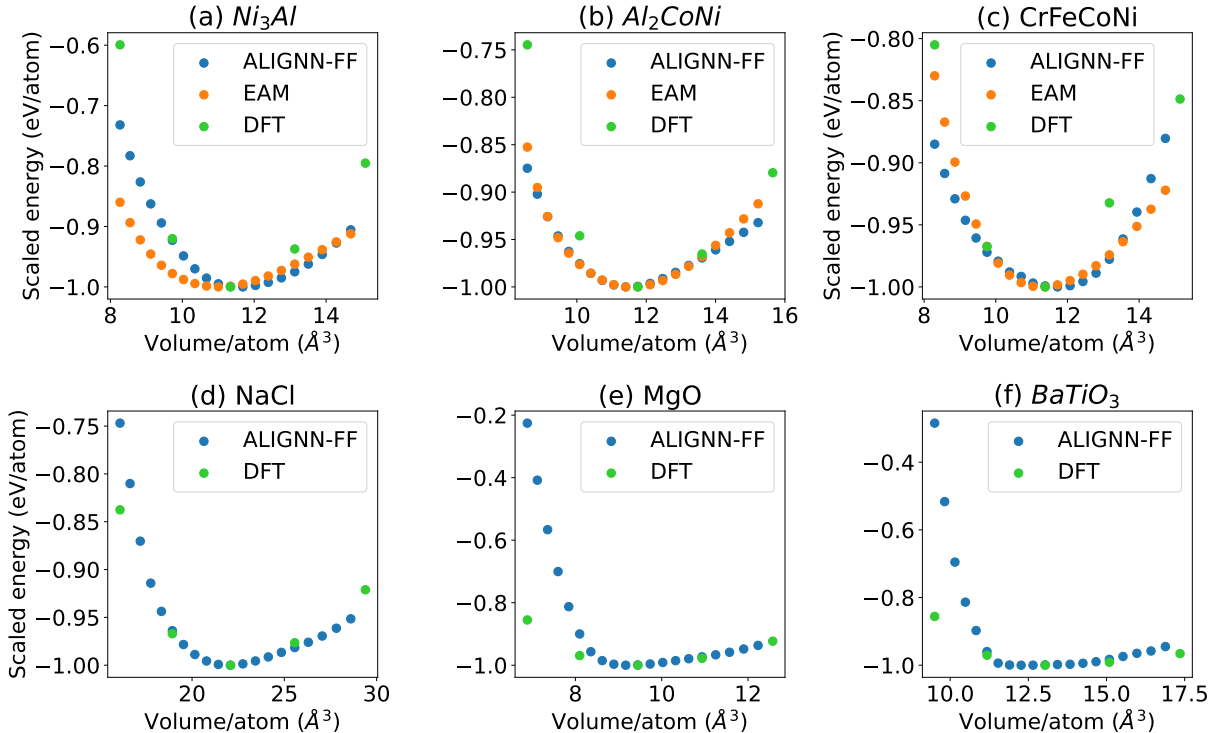 (a) Ni₃Al
−0.6
−0.7
−0.8
−0.9
−1.0
Scaled energy (eV/atom)
ALIGNN-FF
EAM
DFT
8 10 12 14
Volume/atom (Å³)
(b) Al₂CoNi
−0.75
−0.80
−0.85
−0.90
−0.95
−1.00
ALIGNN-FF
EAM
DFT
10 12 14 16
Volume/atom (Å³)
(c) CrFeCoNi
−0.80
−0.85
−0.90
−0.95
−1.00
Scaled energy (eV/atom)
ALIGNN-FF
EAM
DFT
8 10 12 14
Volume/atom (Å³)
(d) NaCl
−0.75
−0.80
−0.85
−0.90
−0.95
−1.00
Scaled energy (eV/atom)
ALIGNN-FF
DFT
20 25 30
Volume/atom (Å³)
(e) MgO
−0.2
−0.4
−0.6
−0.8
−1.0
ALIGNN-FF
DFT
8 10 12
Volume/atom (Å³)
(f) BaTiO₃
−0.4
−0.6
−0.8
−1.0
ALIGNN-FF
DFT
10.0 12.5 15.0 17.5
Volume/atom (Å³)